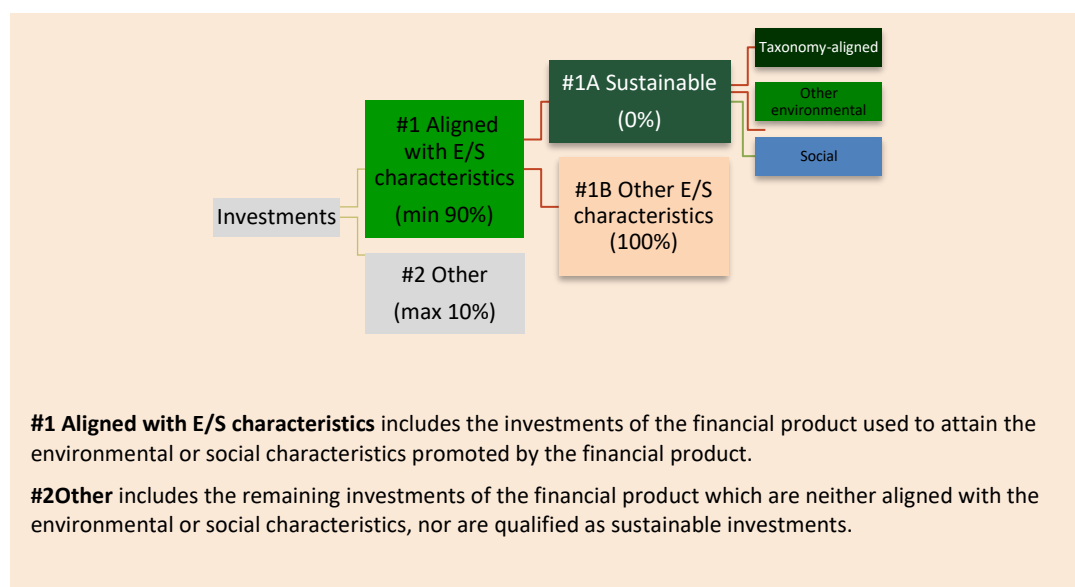 Investments
#1 Aligned
with E/S
characteristics
(min 90%)
#2 Other
(max 10%)
#1A Sustainable
(0%)
#1B Other E/S
characteristics
(100%)
Taxonomy-aligned
Other
environmental
Social
#1 Aligned with E/S characteristics includes the investments of the financial product used to attain the
environmental or social characteristics promoted by the financial product.
#2Other includes the remaining investments of the financial product which are neither aligned with the
environmental or social characteristics, nor are qualified as sustainable investments.